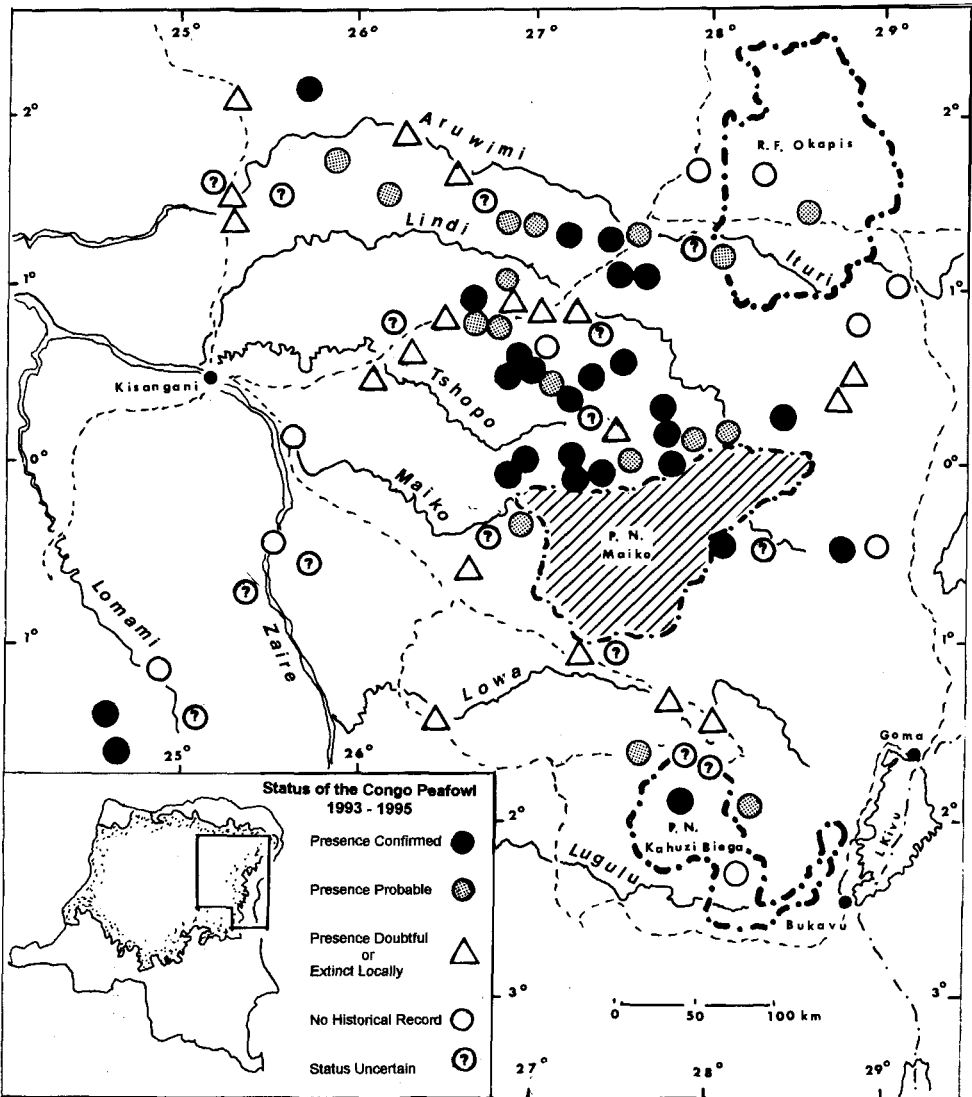 25°
26°
27°
28°
29°
2°
2°
Aruwimi
R.F. Okapis
?
?
?
Lindi
?
Ituri
1°
1°
?
?
Kisangani
Tshopo
?
0°
0°
Maiko
?
P. N.
Maiko
?
?
?
Lomami
Zaire
1°
1°
?
Lowa
?
25°
26°
Goma
?
?
Status of the Congo Peafowl
1993 - 1995
Presence Confirmed
Presence Probable
Presence Doubtful
or
Extinct Locally
No Historical Record
Status Uncertain
?
2°
2°
P. N.
Kahuzi Biega
L Kivu
Lugulu
Bukavu
3°
3°
0
50
100 km
27°
28°
29°